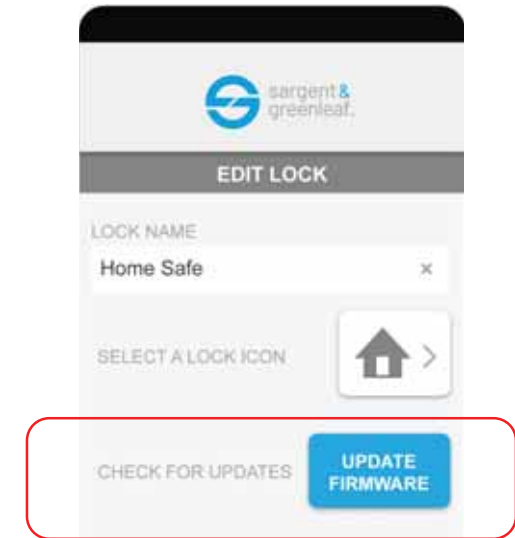 sargent &
greenleaf.
EDIT LOCK
LOCK NAME
Home Safe ×
SELECT A LOCK ICON
CHECK FOR UPDATES
UPDATE
FIRMWARE